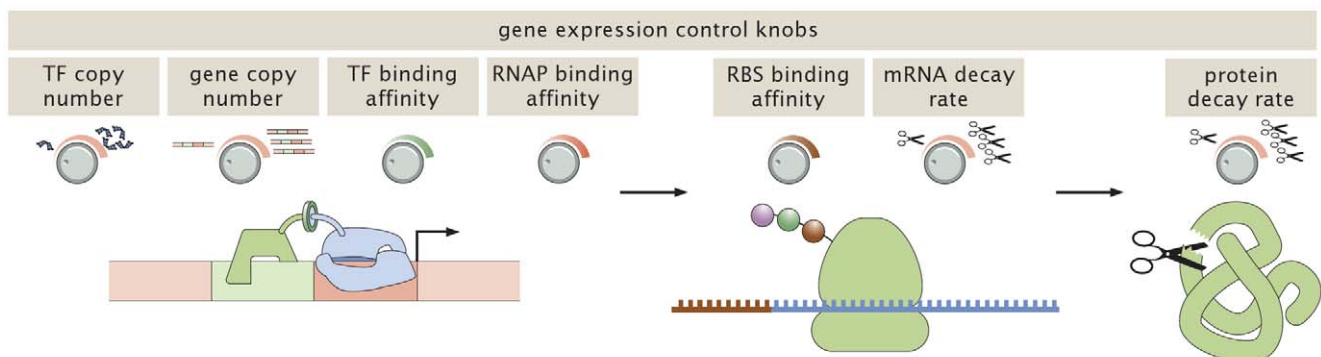 gene expression control knobs
TF copy
number
gene copy
number
TF binding
affinity
RNAP binding
affinity
RBS binding
affinity
mRNA decay
rate
protein
decay rate